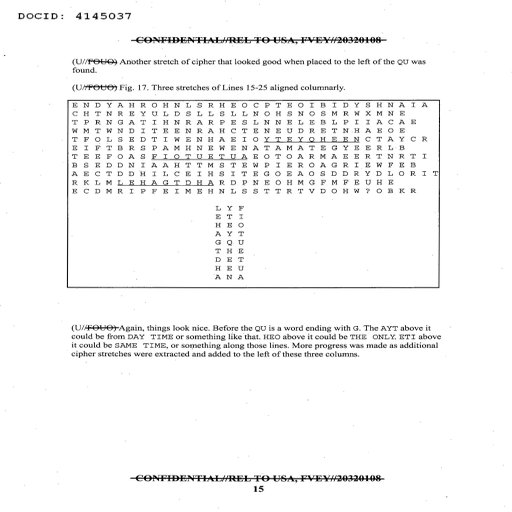 DOCID: 4145037
CONFIDENTIAL//REL TO USA, FVEY//20320108
(U//FOUO) Another stretch of cipher that looked good when placed to the left of the QU was
found.
(U//FOUO) Fig. 17. Three stretches of Lines 15-25 aligned columnarly.
E N D Y A H R O H N L S R H E O C P T E O I B I D Y S H N A I A
C H T N R E Y U L D S L L S L L N O H S N O S M R W X M N E
T P R N G A T I H N R A R P E S L N N E L E B L P I I A C A E
W M T W N D I T E E N R A H C T E N E U D R E T N H A E O E
T F O L S E D T I W E N H A E I O Y T E Y Q H E E N C T A Y C R
E I F T B R S P A M H N E W E N A T A M A T E G Y E E R L B
T E E F O A S F I O T U E T U A E O T O A R M A E E R T N R T I
B S E D D N I A A H T T M S T E W P I E R O A G R I E W F E B
A E C T D D H I L C E I H S I T E G O E A O S D D R Y D L O R I T
R K L M L E H A G T D H A R D P N E O H M G F M F E U H E
E C D M R I P F E I M E H N L S S T T R T V D O H W ? O B K R
L Y F
E T I
H E O
A Y T
G Q U
T H E
D E T
H E U
A N A
(U//FOUO) Again, things look nice. Before the QU is a word ending with G. The AYT above it
could be from DAY TIME or something like that. HEO above it could be THE ONLY. ETI above
it could be SAME TIME, or something along those lines. More progress was made as additional
cipher stretches were extracted and added to the left of these three columns.
CONFIDENTIAL//REL TO USA, FVEY//20320108
15